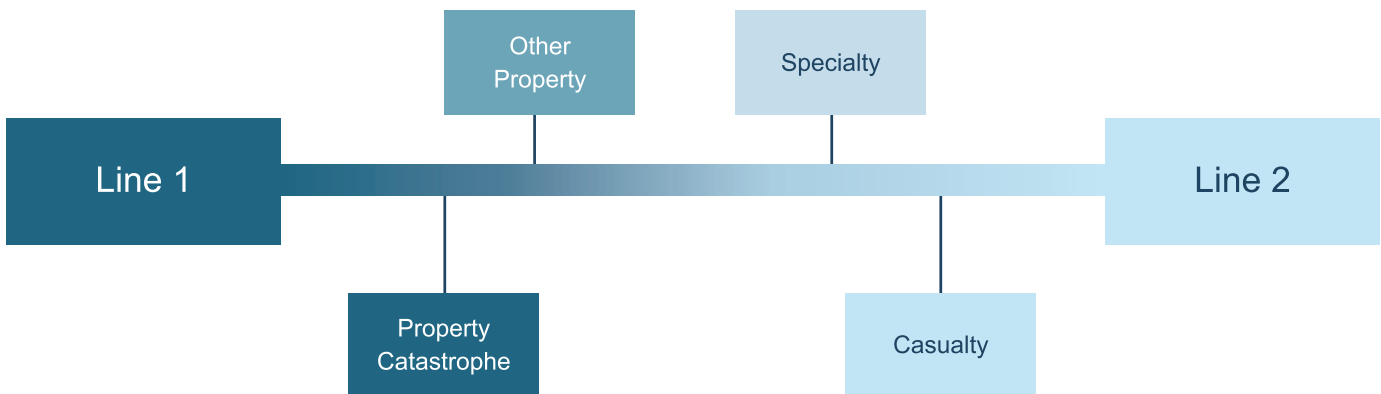 Other
Property
Specialty
Line 1
Line 2
Property
Catastrophe
Casualty